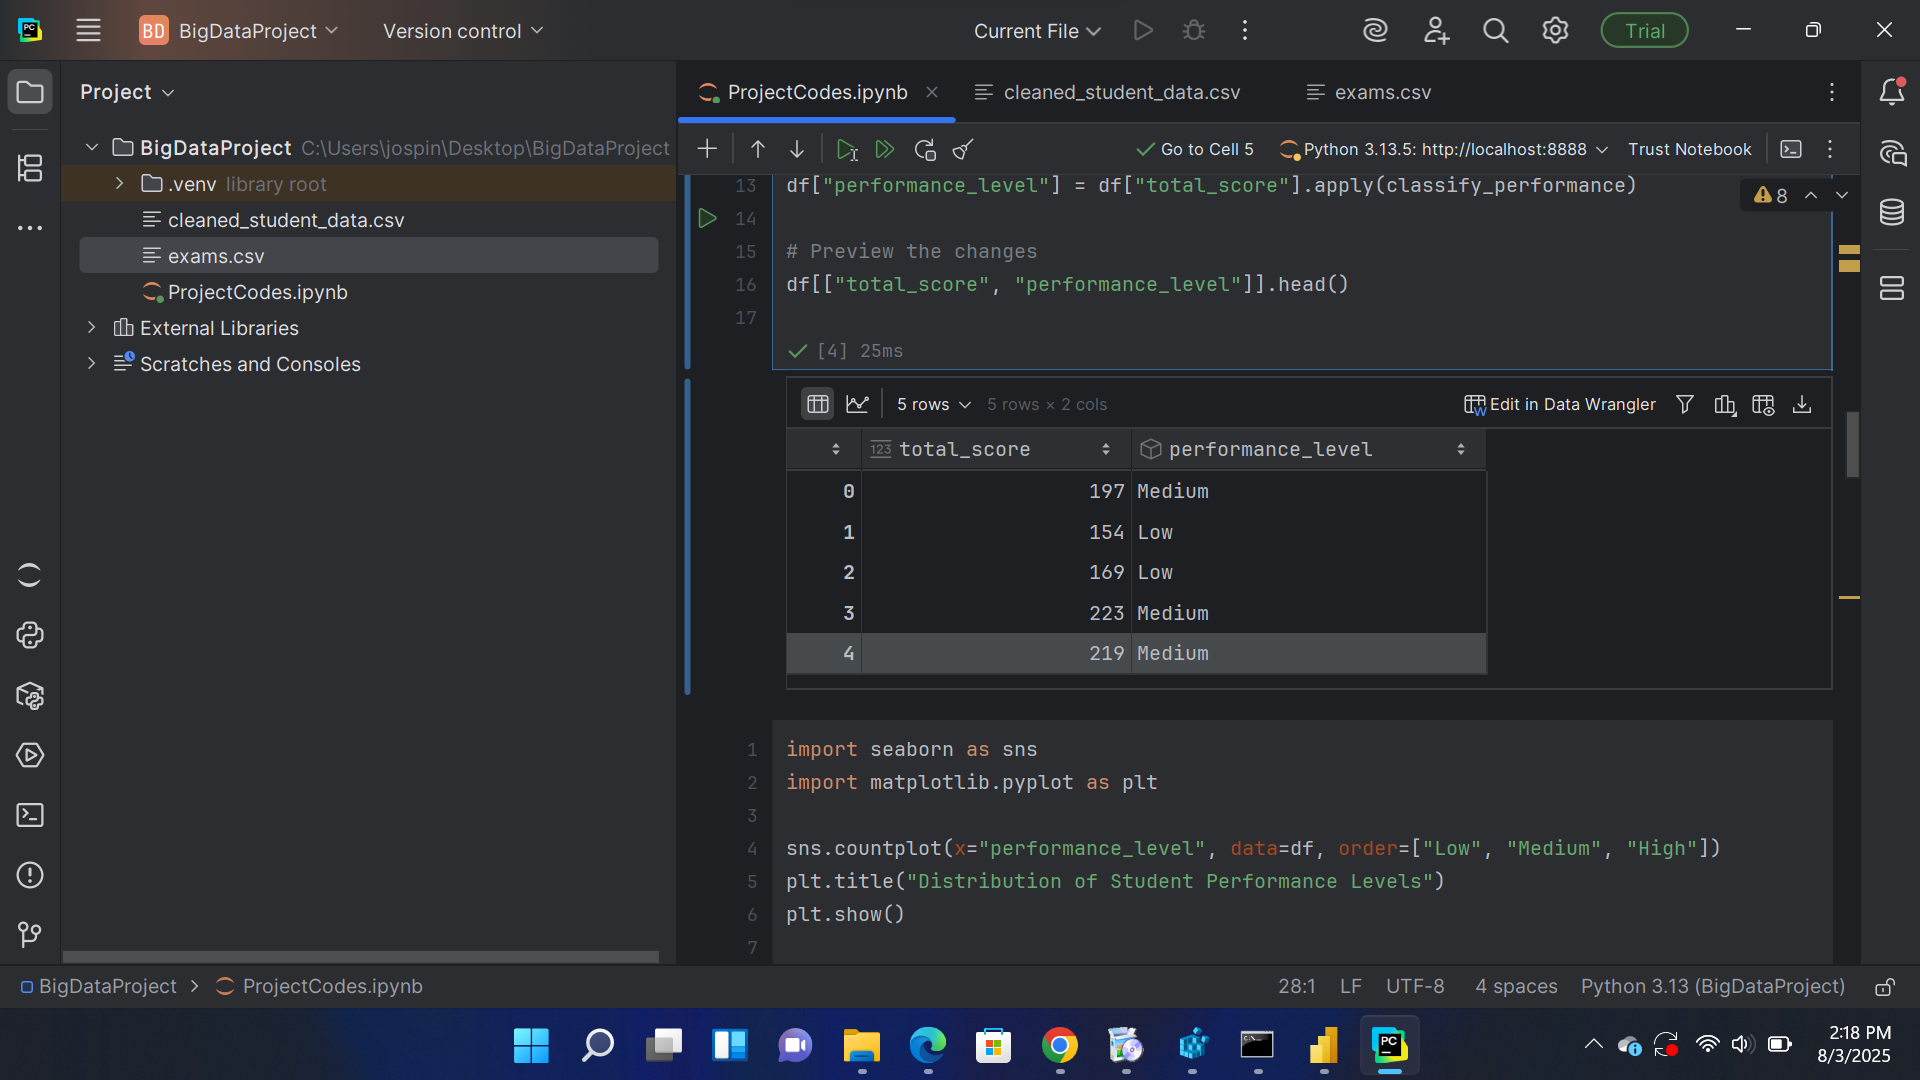 PC
BD BigDataProject
Version control
Current File
Trial
Project
BigDataProject C:\Users\jospin\Desktop\BigDataProject
.venv library root
cleaned_student_data.csv
exams.csv
ProjectCodes.ipynb
External Libraries
Scratches and Consoles
ProjectCodes.ipynb
cleaned_student_data.csv
exams.csv
Go to Cell 5
Python 3.13.5: http://localhost:8888
Trust Notebook
8
13 df["performance_level"] = df["total_score"].apply(classify_performance)
14
15 # Preview the changes
16 df[["total_score", "performance_level"]].head()
17
[4] 25ms
5 rows 5 rows × 2 cols
Edit in Data Wrangler
123 total_score performance_level
0 197 Medium
1 154 Low
2 169 Low
3 223 Medium
4 219 Medium
1 import seaborn as sns
2 import matplotlib.pyplot as plt
3
4 sns.countplot(x="performance_level", data=df, order=["Low", "Medium", "High"])
5 plt.title("Distribution of Student Performance Levels")
6 plt.show()
7
BigDataProject > ProjectCodes.ipynb
28:1 LF UTF-8 4 spaces Python 3.13 (BigDataProject)
PC
2:18 PM
8/3/2025